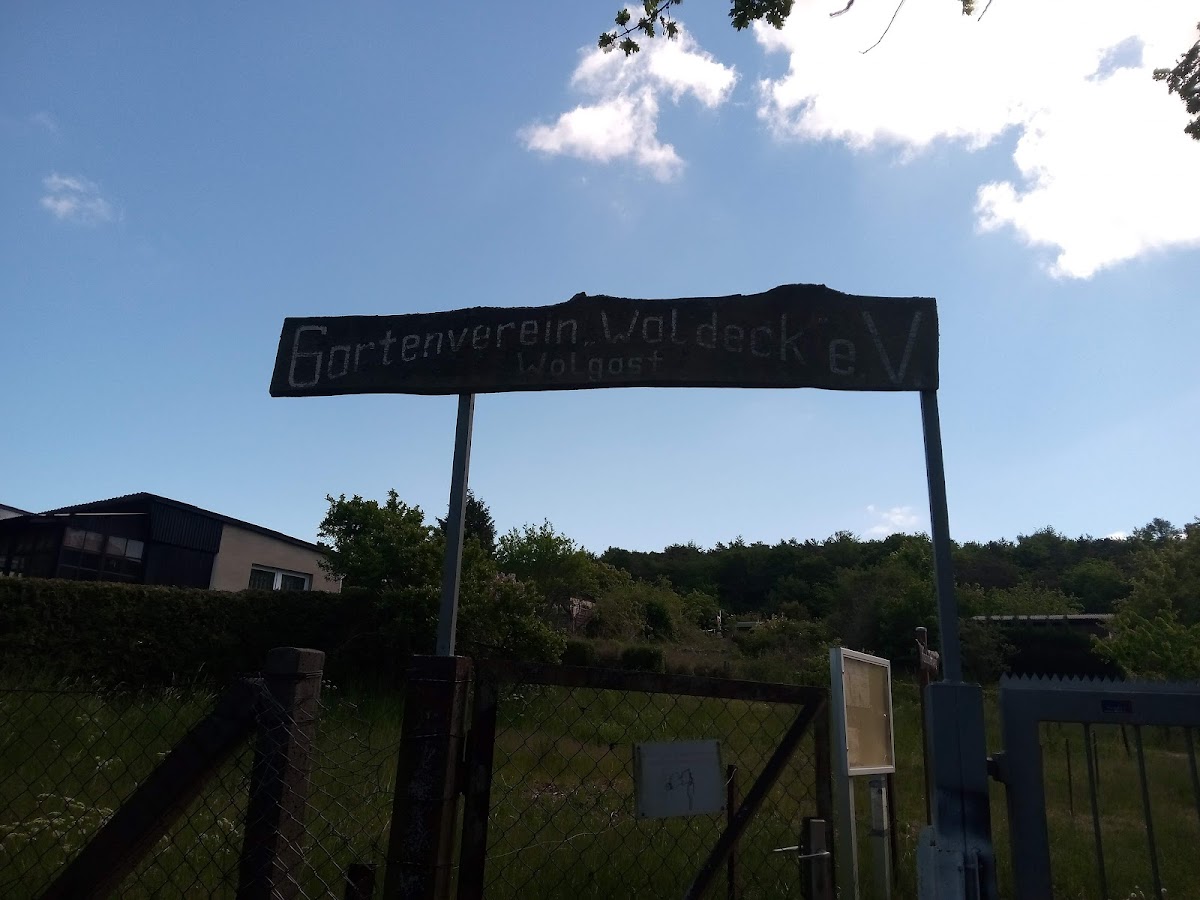 Gartenverein „Waldeck“ e.V.
Wolgast